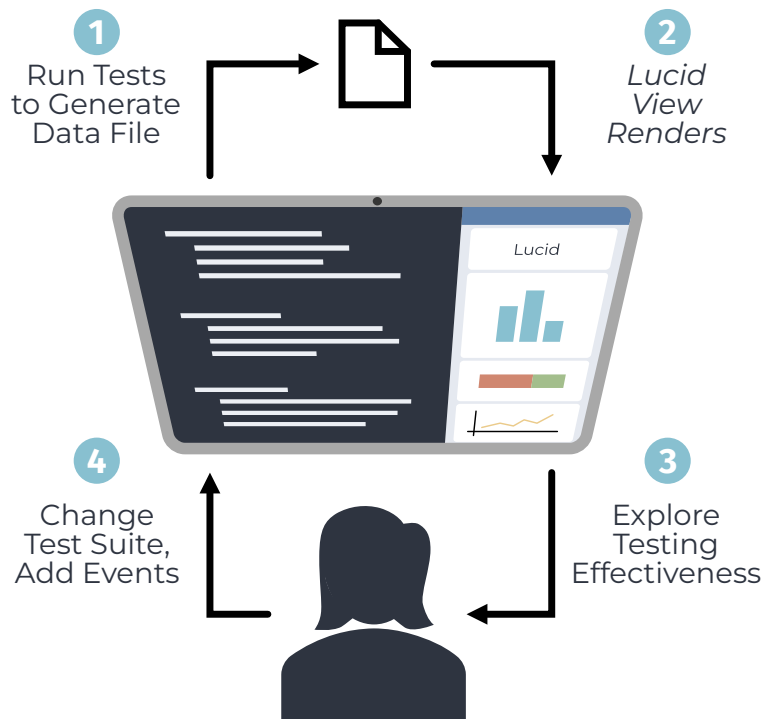 1
Run Tests
to Generate
Data File
2
Lucid
View
Renders
Lucid
4
Change
Test Suite,
Add Events
3
Explore
Testing
Effectiveness